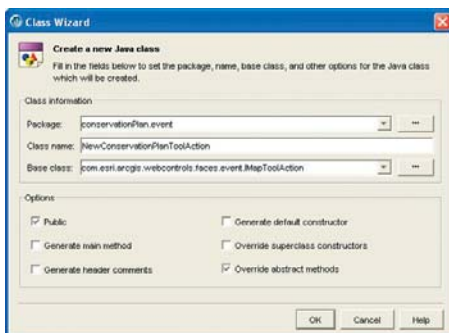 Class Wizard
Create a new Java class
Fill in the fields below to set the package, name, base class, and other options for the Java class
which will be created.
Class information
Package: conservationPlan.event ...
Class name: NewConservationPlanToolAction
Base class: com.esri.arcgis.webcontrols.faces.event.IMapToolAction ...
Options
Public Generate default constructor
Generate main method Override superclass constructors
Generate header comments Override abstract methods
OK Cancel Help